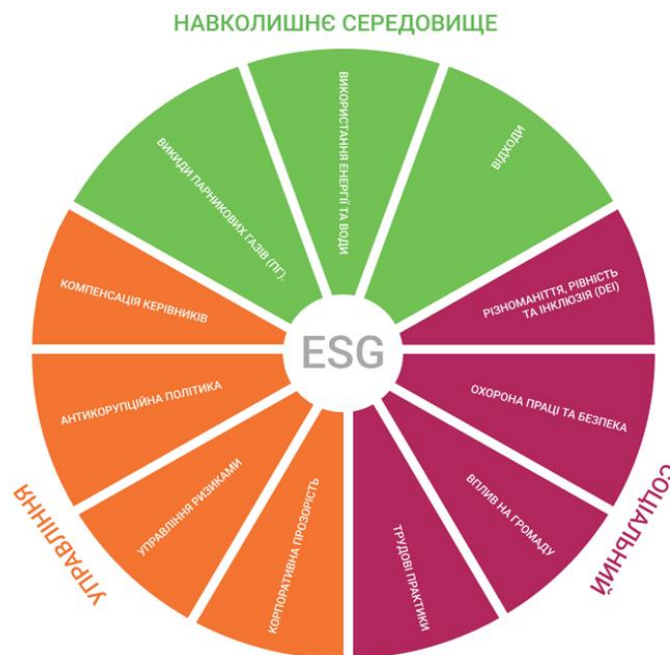 НАВКОЛИШНЄ СЕРЕДОВИЩЕ
ВИКИДИ ПАРНИКОВИХ ГАЗІВ (ПГ).
ВИКОРИСТАННЯ ЕНЕРГІЇ ТА ВОДИ
ВІДХОДИ
РІЗНОМАНІТТЯ, РІВНІСТЬ
ТА ІНКЛЮЗІЯ (DEI)
ОХОРОНА ПРАЦІ ТА БЕЗПЕКА
ВПЛИВ НА ГРОМАДУ
ТРУДОВІ ПРАКТИКИ
СОЦІАЛЬНИЙ
КОМПЕНСАЦІЯ КЕРІВНИКІВ
АНТИКОРУПЦІЙНА ПОЛІТИКА
УПРАВЛІННЯ РИЗИКАМИ
КОРПОРАТИВНА ПРОЗОРІСТЬ
УПРАВЛІННЯ
ESG